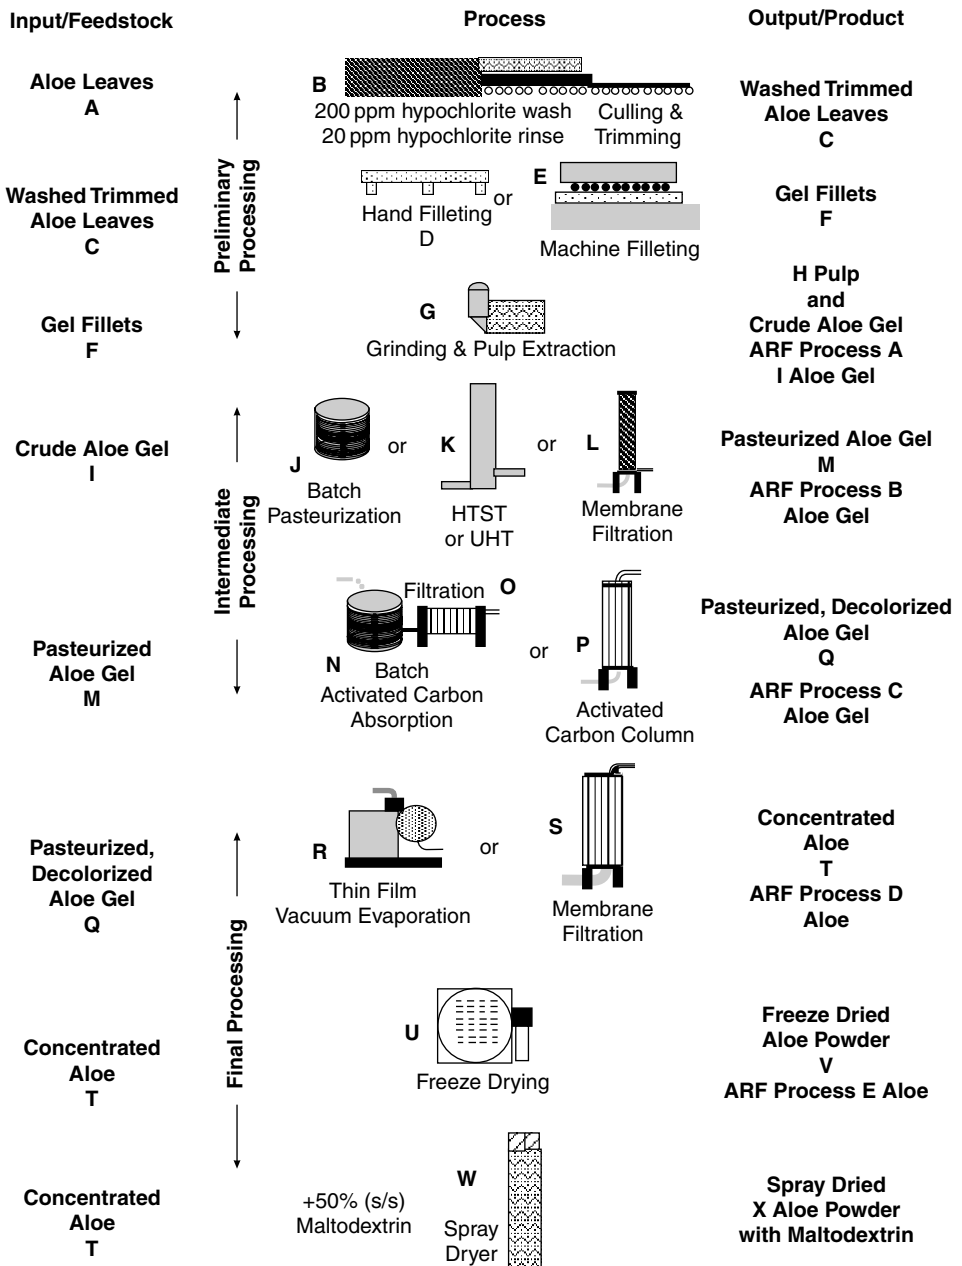 Input/Feedstock
Process
Output/Product
Aloe Leaves
A
B
200 ppm hypochlorite wash
20 ppm hypochlorite rinse
Culling &
Trimming
Washed Trimmed
Aloe Leaves
C
Preliminary
Processing
Washed Trimmed
Aloe Leaves
C
Hand Filleting
D
or
E
Machine Filleting
Gel Fillets
F
Gel Fillets
F
G
Grinding & Pulp Extraction
H Pulp
and
Crude Aloe Gel
ARF Process A
I Aloe Gel
Intermediate
Processing
Crude Aloe Gel
I
J
Batch
Pasteurization
or
K
HTST
or UHT
or
L
Membrane
Filtration
Pasteurized Aloe Gel
M
ARF Process B
Aloe Gel
Pasteurized
Aloe Gel
M
Filtration
O
N
Batch
Activated Carbon
Absorption
or
P
Activated
Carbon Column
Pasteurized, Decolorized
Aloe Gel
Q
ARF Process C
Aloe Gel
Final Processing
Pasteurized,
Decolorized
Aloe Gel
Q
R
Thin Film
Vacuum Evaporation
or
S
Membrane
Filtration
Concentrated
Aloe
T
ARF Process D
Aloe
Concentrated
Aloe
T
U
Freeze Drying
Freeze Dried
Aloe Powder
V
ARF Process E Aloe
Concentrated
Aloe
T
+50% (s/s)
Maltodextrin
W
Spray
Dryer
Spray Dried
X Aloe Powder
with Maltodextrin